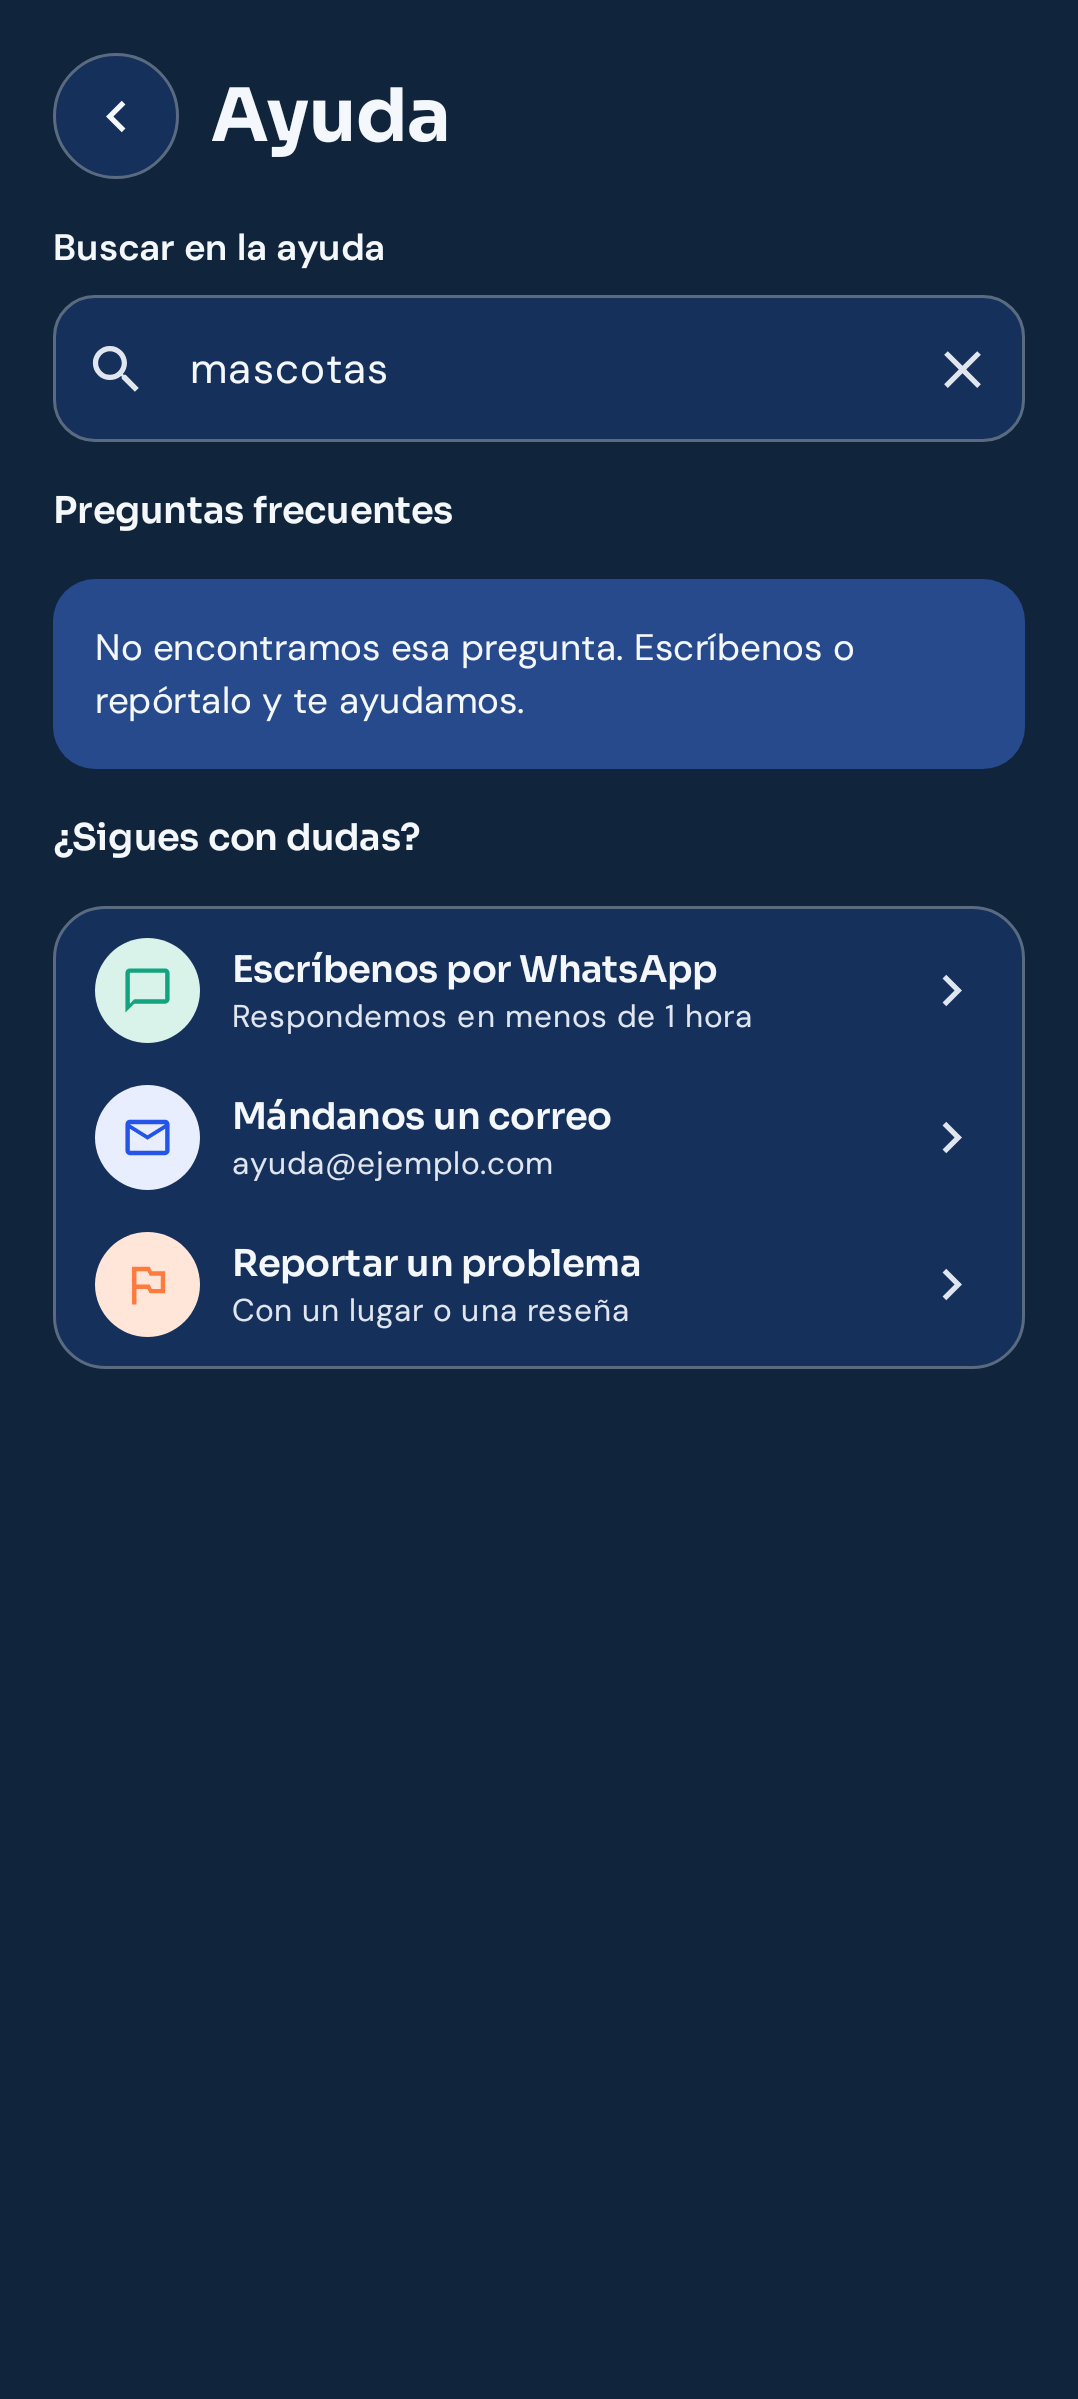 Ayuda
Buscar en la ayuda
mascotas
Preguntas frecuentes
No encontramos esa pregunta. Escríbenos o
repórtalo y te ayudamos.
¿Sigues con dudas?
Escríbenos por WhatsApp
Respondemos en menos de 1 hora
Mándanos un correo
ayuda@ejemplo.com
Reportar un problema
Con un lugar o una reseña